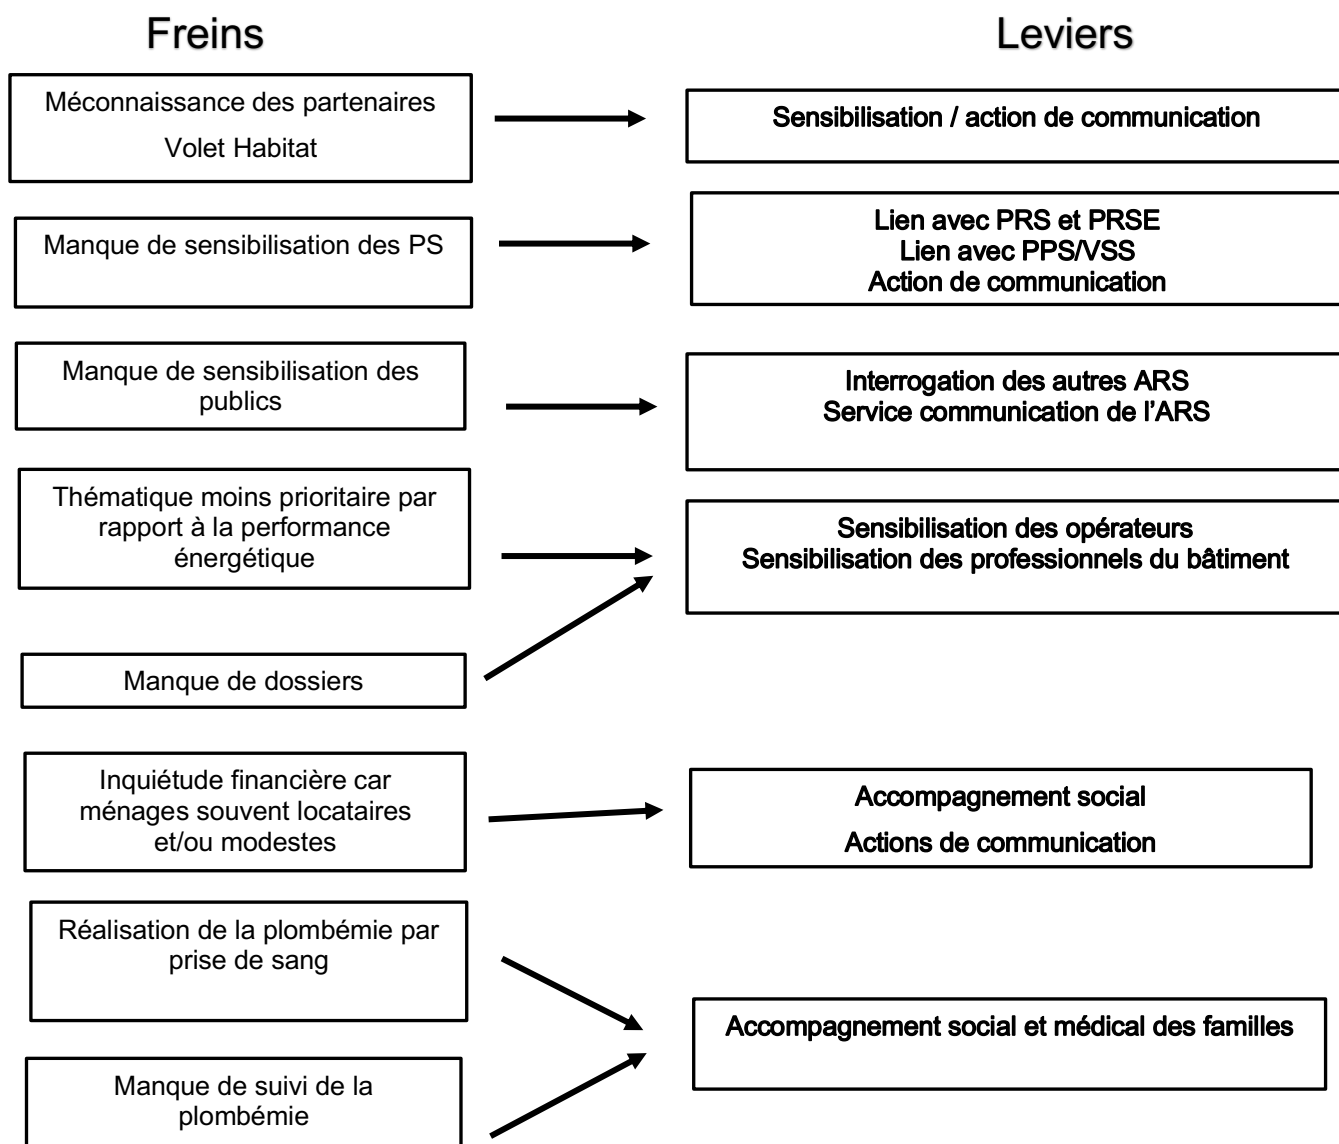 Freins
Leviers
Méconnaissance des partenaires
Volet Habitat
Sensibilisation / action de communication
Manque de sensibilisation des PS
Lien avec PRS et PRSE
Lien avec PPS/VSS
Action de communication
Manque de sensibilisation des
publics
Interrogation des autres ARS
Service communication de l'ARS
Thématique moins prioritaire par
rapport à la performance
énergétique
Sensibilisation des opérateurs
Sensibilisation des professionnels du bâtiment
Manque de dossiers
Inquiétude financière car
ménages souvent locataires
et/ou modestes
Accompagnement social
Actions de communication
Réalisation de la plombémie par
prise de sang
Accompagnement social et médical des familles
Manque de suivi de la
plombémie